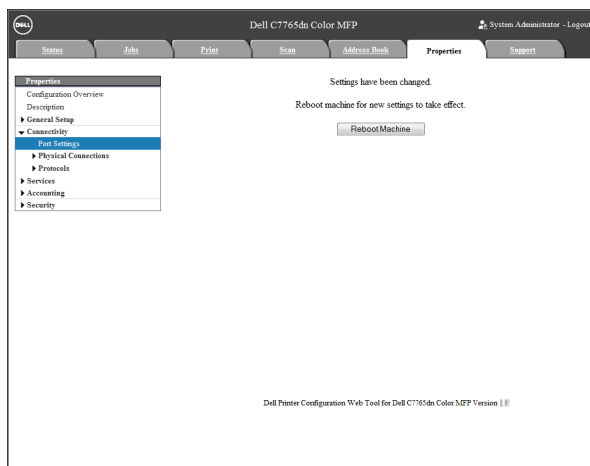 DELL
Dell C7765dn Color MFP
System Administrator - Logout
Status
Jobs
Print
Scan
Address Book
Properties
Support
Properties
Configuration Overview
Description
General Setup
Connectivity
Port Settings
Physical Connections
Protocols
Services
Accounting
Security
Settings have been changed.
Reboot machine for new settings to take effect.
Reboot Machine
Dell Printer Configuration Web Tool for Dell C7765dn Color MFP Version